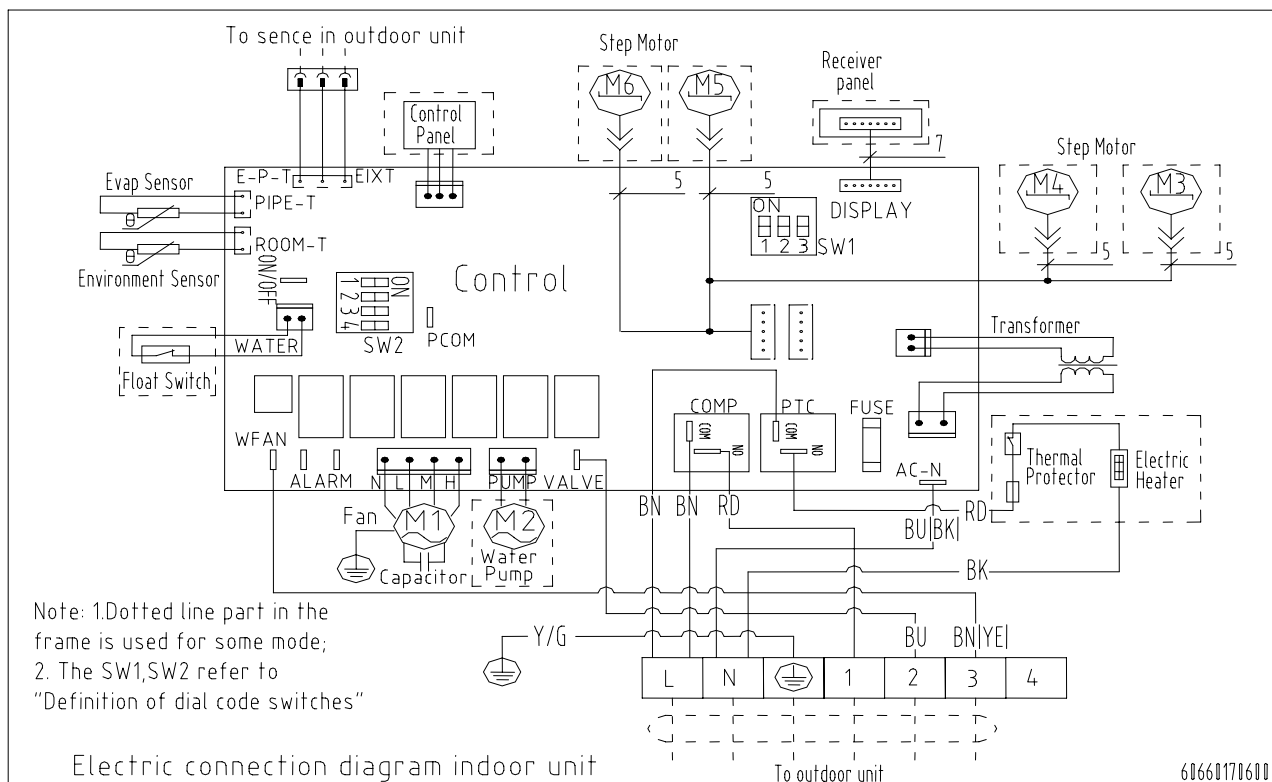 To sence in outdoor unit
Step Motor
M6
M5
Receiver
panel
Control
Panel
7
Step Motor
M4
M3
E-P-T
EIXT
Evap Sensor
PIPE-T
5
5
5
5
ON
1 2 3
SW1
DISPLAY
θ
ROOM-T
θ
Environment Sensor
ON/OFF
Control
1 2 3 4
ON
SW2
PCOM
WATER
Float Switch
Transformer
COMP
PTC
FUSE
COM
NO
COM
NO
WFAN
ALARM
N L M H
PUMP
VALVE
AC-N
Thermal
Protector
Electric
Heater
Fan
M1
Capacitor
M2
Water
Pump
BN
BN
RD
BU|BK|
RD
BK
Note: 1.Dotted line part in the
frame is used for some mode;
2. The SW1,SW2 refer to
"Definition of dial code switches"
Y/G
BU
BN|YE|
L
N
1
2
3
4
Electric connection diagram indoor unit
To outdoor unit
60660170600